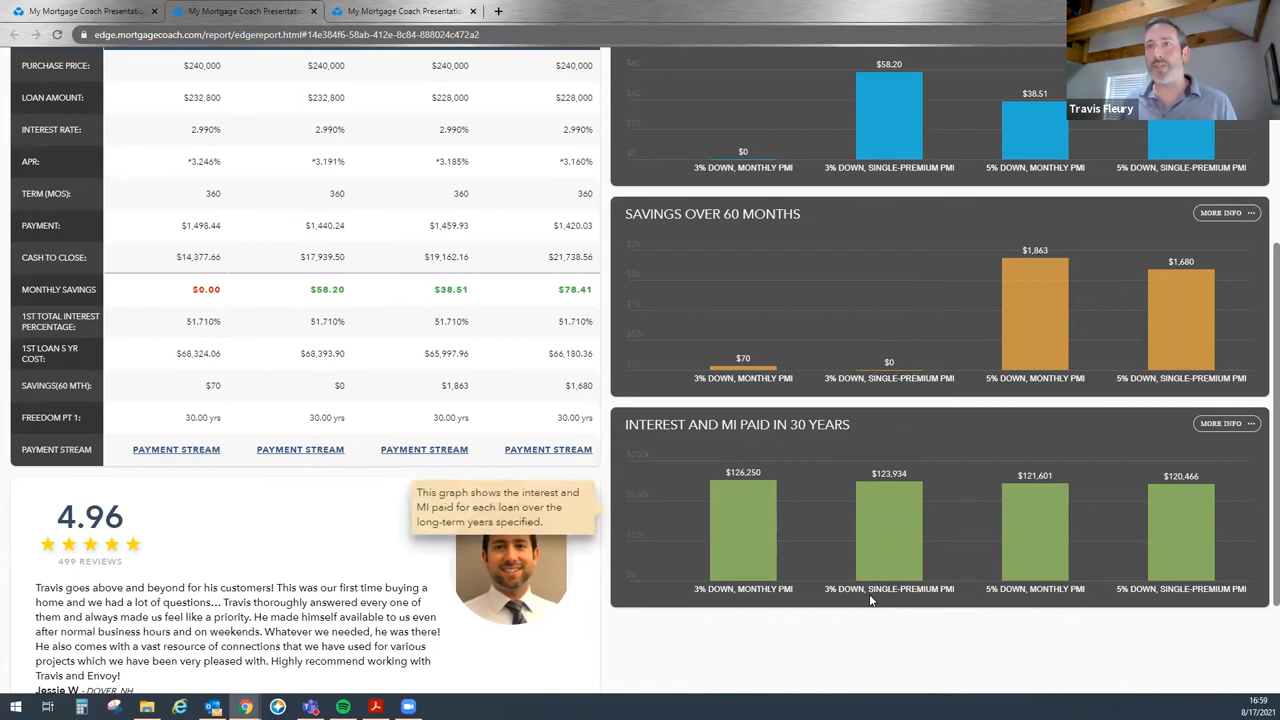 My Mortgage Coach Presentatio
My Mortgage Coach Presentatio
My Mortgage Coach Presentatio
edge.mortgagecoach.com/report/edgereport.html#14e384f6-58ab-412e-8c84-888024c472a2
Travis Fleury
PURCHASE PRICE: $240,000 $240,000 $240,000 $240,000
LOAN AMOUNT: $232,800 $232,800 $228,000 $228,000
INTEREST RATE: 2.990% 2.990% 2.990% 2.990%
APR: *3.246% *3.191% *3.185% *3.160%
TERM (MOS): 360 360 360 360
PAYMENT: $1,498.44 $1,440.24 $1,459.93 $1,420.03
CASH TO CLOSE: $14,377.66 $17,939.50 $19,162.16 $21,738.56
MONTHLY SAVINGS $0.00 $58.20 $38.51 $78.41
1ST TOTAL INTEREST
PERCENTAGE: 51.710% 51.710% 51.710% 51.710%
1ST LOAN 5 YR
COST: $68,324.06 $68,393.90 $65,997.96 $66,180.36
SAVINGS(60 MTH): $70 $0 $1,863 $1,680
FREEDOM PT 1: 30.00 yrs 30.00 yrs 30.00 yrs 30.00 yrs
PAYMENT STREAM PAYMENT STREAM PAYMENT STREAM PAYMENT STREAM PAYMENT STREAM
4.96
499 REVIEWS
Travis goes above and beyond for his customers! This was our first time buying a
home and we had a lot of questions... Travis thoroughly answered every one of
them and always made us feel like a priority. He made himself available to us even
after normal business hours and on weekends. Whatever we needed, he was there!
He also comes with a vast resource of connections that we have used for various
projects which we have been very pleased with. Highly recommend working with
Travis and Envoy!
Jessie W - DOVER, NH
This graph shows the interest and
MI paid for each loan over the
long-term years specified.
$60
$40
$20
$0
$0 $58.20 $38.51
3% DOWN, MONTHLY PMI 3% DOWN, SINGLE-PREMIUM PMI 5% DOWN, MONTHLY PMI 5% DOWN, SINGLE-PREMIUM PMI
SAVINGS OVER 60 MONTHS
MORE INFO ...
$2k
$2k
$1k
$500
$0
$70 $0 $1,863 $1,680
3% DOWN, MONTHLY PMI 3% DOWN, SINGLE-PREMIUM PMI 5% DOWN, MONTHLY PMI 5% DOWN, SINGLE-PREMIUM PMI
INTEREST AND MI PAID IN 30 YEARS
MORE INFO ...
$126,250 $123,934 $121,601 $120,466
3% DOWN, MONTHLY PMI 3% DOWN, SINGLE-PREMIUM PMI 5% DOWN, MONTHLY PMI 5% DOWN, SINGLE-PREMIUM PMI
16:59
8/17/2021